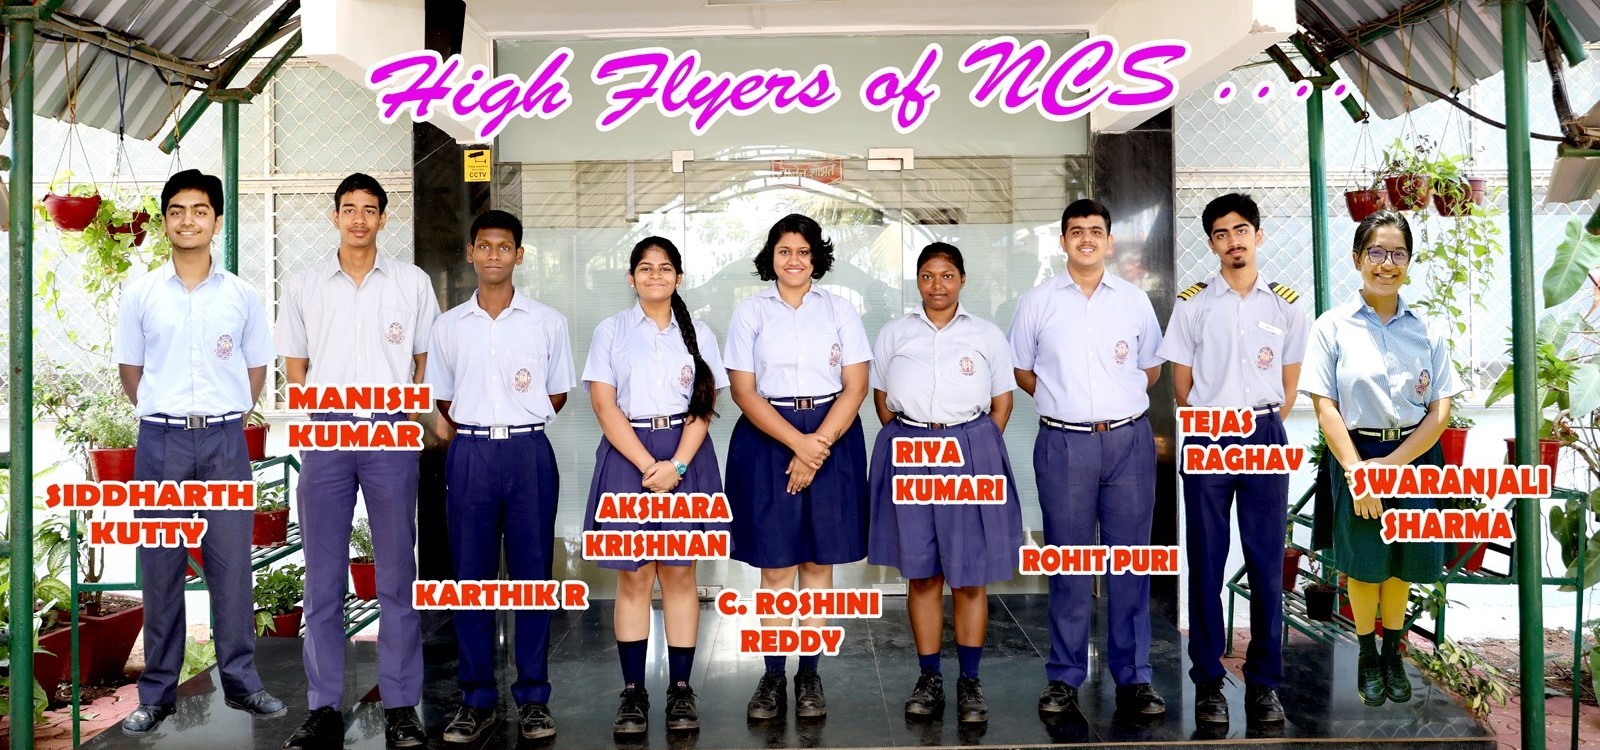 High Flyers of NCS ....
CCTV
SIDDHARTH
KUTTY
MANISH
KUMAR
KARTHIK R
AKSHARA
KRISHNAN
C. ROSHINI
REDDY
RIYA
KUMARI
ROHIT PURI
TEJAS
RAGHAV
SWARANJALI
SHARMA